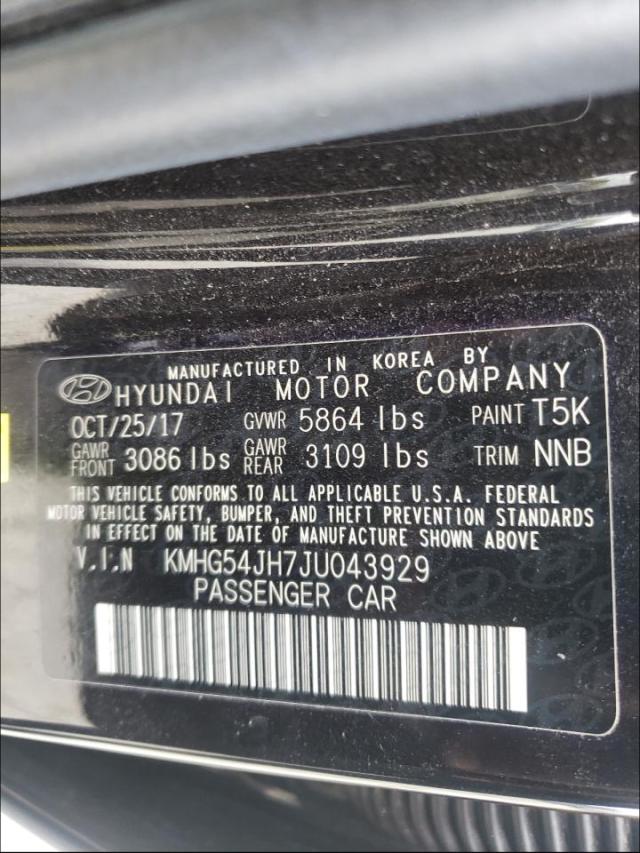 MANUFACTURED IN KOREA BY
HYUNDAI MOTOR COMPANY
OCT/25/17 GVWR 5864 lbs PAINT T5K
GAWR FRONT 3086 lbs GAWR REAR 3109 lbs TRIM NNB
THIS VEHICLE CONFORMS TO ALL APPLICABLE U.S.A. FEDERAL
MOTOR VEHICLE SAFETY, BUMPER, AND THEFT PREVENTION STANDARDS
IN EFFECT ON THE DATE OF MANUFACTURE SHOWN ABOVE
V.I.N KMHG54JH7JU043929
PASSENGER CAR